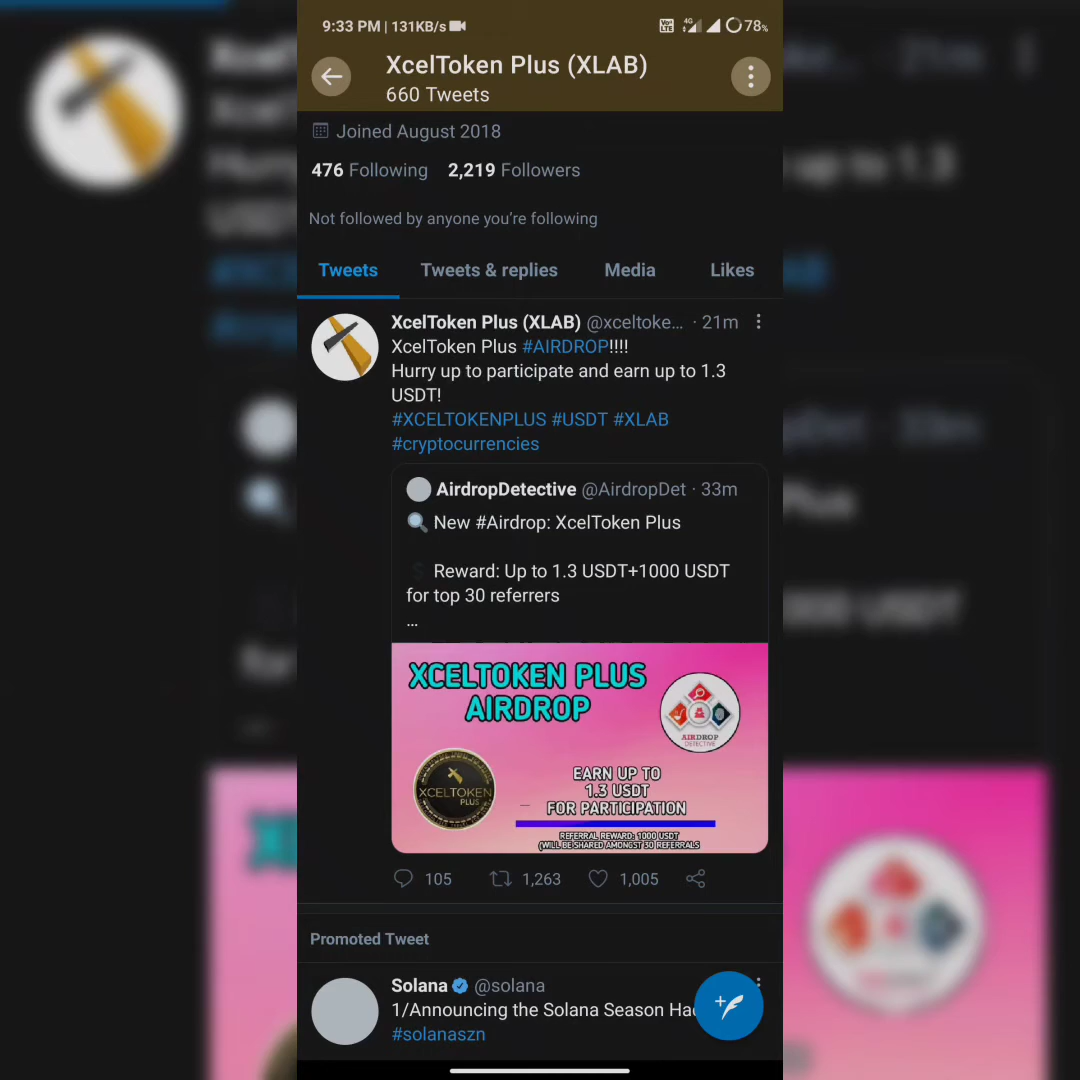 9:33 PM | 131KB/s
Vo LTE 4G 78%
XcelToken Plus (XLAB)
660 Tweets
Joined August 2018
476 Following 2,219 Followers
Not followed by anyone you're following
Tweets Tweets & replies Media Likes
XcelToken Plus (XLAB) @xceltoke... · 21m
XcelToken Plus #AIRDROP!!!!
Hurry up to participate and earn up to 1.3
USDT!
#XCELTOKENPLUS #USDT #XLAB
#cryptocurrencies
AirdropDetective @AirdropDet · 33m
New #Airdrop: XcelToken Plus
Reward: Up to 1.3 USDT+1000 USDT
for top 30 referrers
...
XCELTOKEN PLUS
AIRDROP
AIRDROP
DETECTIVE
XCELTOKEN
PLUS
EARN UP TO
1.3 USDT
FOR PARTICIPATION
REFERRAL REWARD: 1000 USDT
(WILL BE SHARED AMONGST 30 REFERRALS
105 1,263 1,005
Promoted Tweet
Solana @solana
1/Announcing the Solana Season Hac
#solanaszn